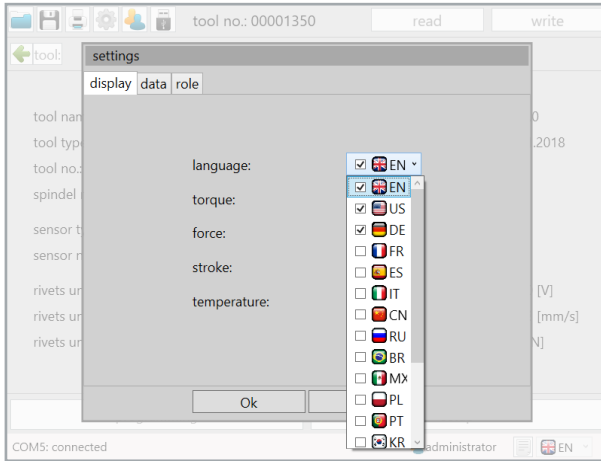 tool no.: 00001350 read write
tool:
settings
display data role
tool nam 0
tool typ .2018
language: EN
tool no.:
EN
spindel
torque: US
sensor t force: DE
sensor r FR
stroke: ES
rivets un IT [V]
temperature:
rivets un CN [mm/s]
rivets un RU N]
BR
MX
Ok PL
PT
COM5: connected KR administrator EN